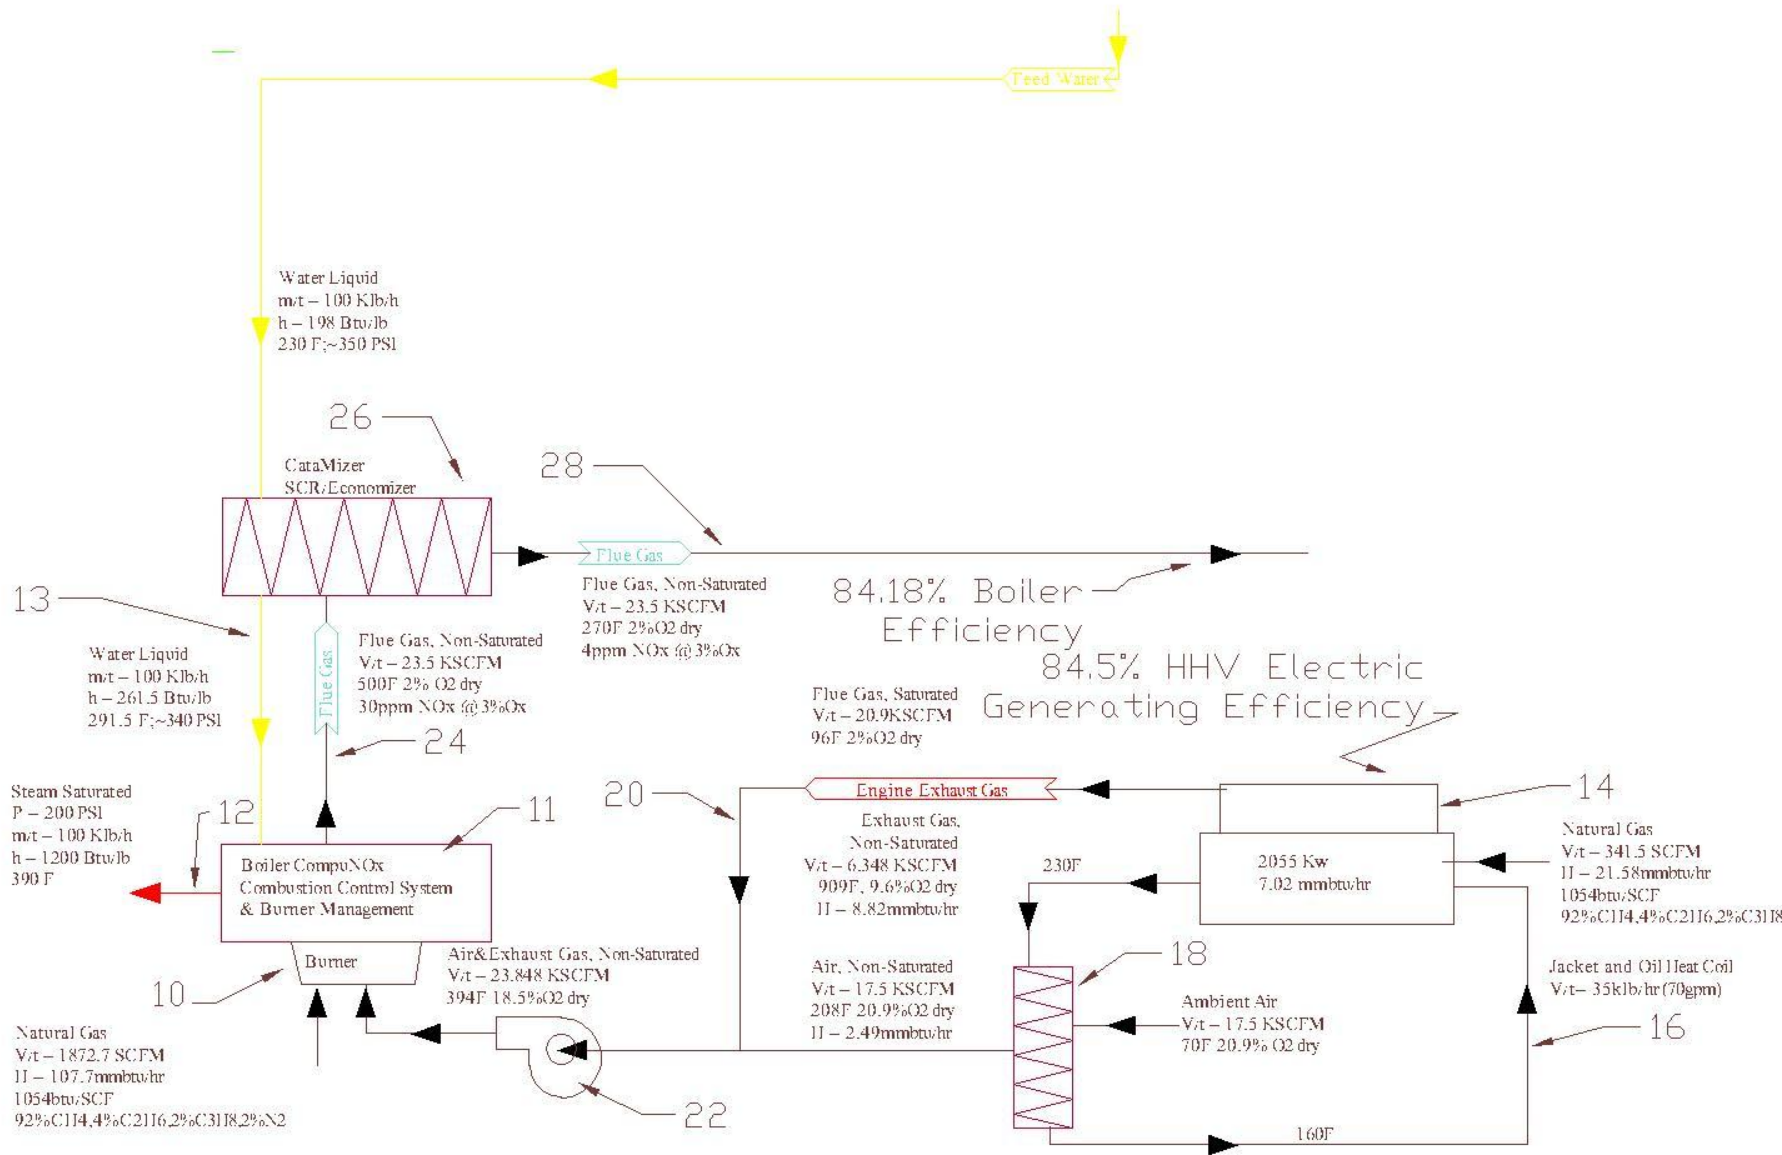 Feed Water
Water Liquid
m/t – 100 Klb/h
h – 198 Btu/lb
230 F;~350 PSI
26
CataMizer
SCR/Economizer
28
Flue Gas
Flue Gas, Non-Saturated
V/t – 23.5 KSCFM
270F 2%O2 dry
4ppm NOx @ 3%Ox
84.18% Boiler
Efficiency
84.5% HHV Electric
Generating Efficiency
13
Water Liquid
m/t – 100 Klb/h
h – 261.5 Btu/lb
291.5 F;~340 PSI
Flue Gas
Flue Gas, Non-Saturated
V/t – 23.5 KSCFM
500F 2% O2 dry
30ppm NOx @ 3%Ox
24
Flue Gas, Saturated
V/t – 20.9KSCFM
96F 2%O2 dry
Steam Saturated
P – 200 PSI
m/t – 100 Klb/h
h – 1200 Btu/lb
390 F
12
11
Boiler CompuNOx
Combustion Control System
& Burner Management
20
Engine Exhaust Gas
Exhaust Gas,
Non-Saturated
V/t – 6.348 KSCFM
909F, 9.6%O2 dry
H – 8.82mmbtu/hr
14
2055 Kw
7.02 mmbtu/hr
230F
Natural Gas
V/t – 341.5 SCFM
H – 21.58mmbtu/hr
1054btu/SCF
92%CH4,4%C2H6,2%C3H8
Burner
10
Air&Exhaust Gas, Non-Saturated
V/t – 23.848 KSCFM
394F 18.5%O2 dry
Air, Non-Saturated
V/t – 17.5 KSCFM
208F 20.9%O2 dry
H – 2.49mmbtu/hr
18
Ambient Air
V/t – 17.5 KSCFM
70F 20.9% O2 dry
Jacket and Oil Heat Coil
V/t– 35klb/hr(70gpm)
16
Natural Gas
V/t – 1872.7 SCFM
H – 107.7mmbtu/hr
1054btu/SCF
92%CH4,4%C2H6,2%C3H8,2%N2
22
160F